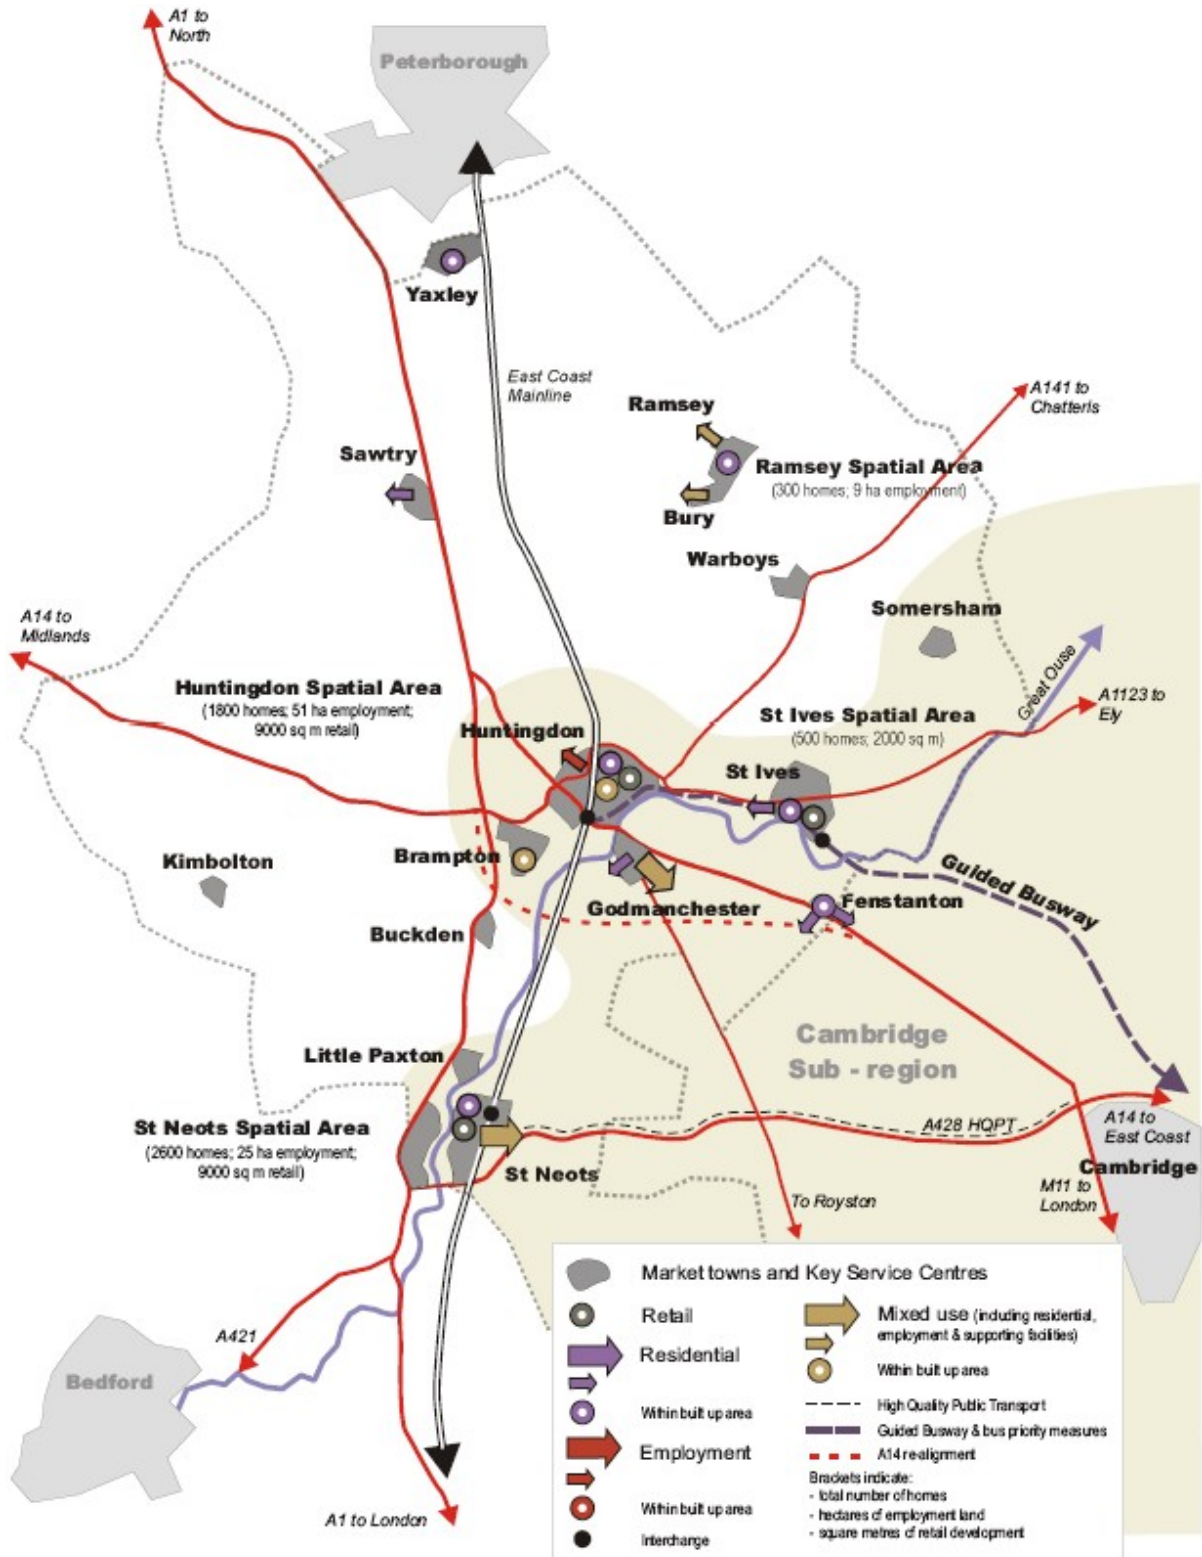 A1 to
North
Peterborough
Yaxley
East Coast
Mainline
Ramsey
A141 to
Chatteris
Sawtry
Ramsey Spatial Area
(300 homes; 9 ha employment)
Bury
Warboys
Somersham
A14 to
Midlands
Huntingdon Spatial Area
(1800 homes; 51 ha employment;
9000 sq m retail)
Great Ouse
A1123 to
Ely
St Ives Spatial Area
(500 homes; 2000 sq m)
Huntingdon
St Ives
Brampton
Kimbolton
Guided Busway
Godmanchester
Fenstanton
Buckden
Cambridge
Sub - region
Little Paxton
St Neots Spatial Area
(2600 homes; 25 ha employment;
9000 sq m retail)
A428 HQPT
A14 to
East Coast
Cambridge
St Neots
M11 to
London
To Royston
A421
Bedford
A1 to London
Market towns and Key Service Centres
Retail
Residential
Within built up area
Employment
Within built up area
Interchange
Mixed use (including residential,
employment & supporting facilities)
Within built up area
High Quality Public Transport
Guided Busway & bus priority measures
A14 re-alignment
Brackets indicate:
- total number of homes
- hectares of employment land
- square metres of retail development